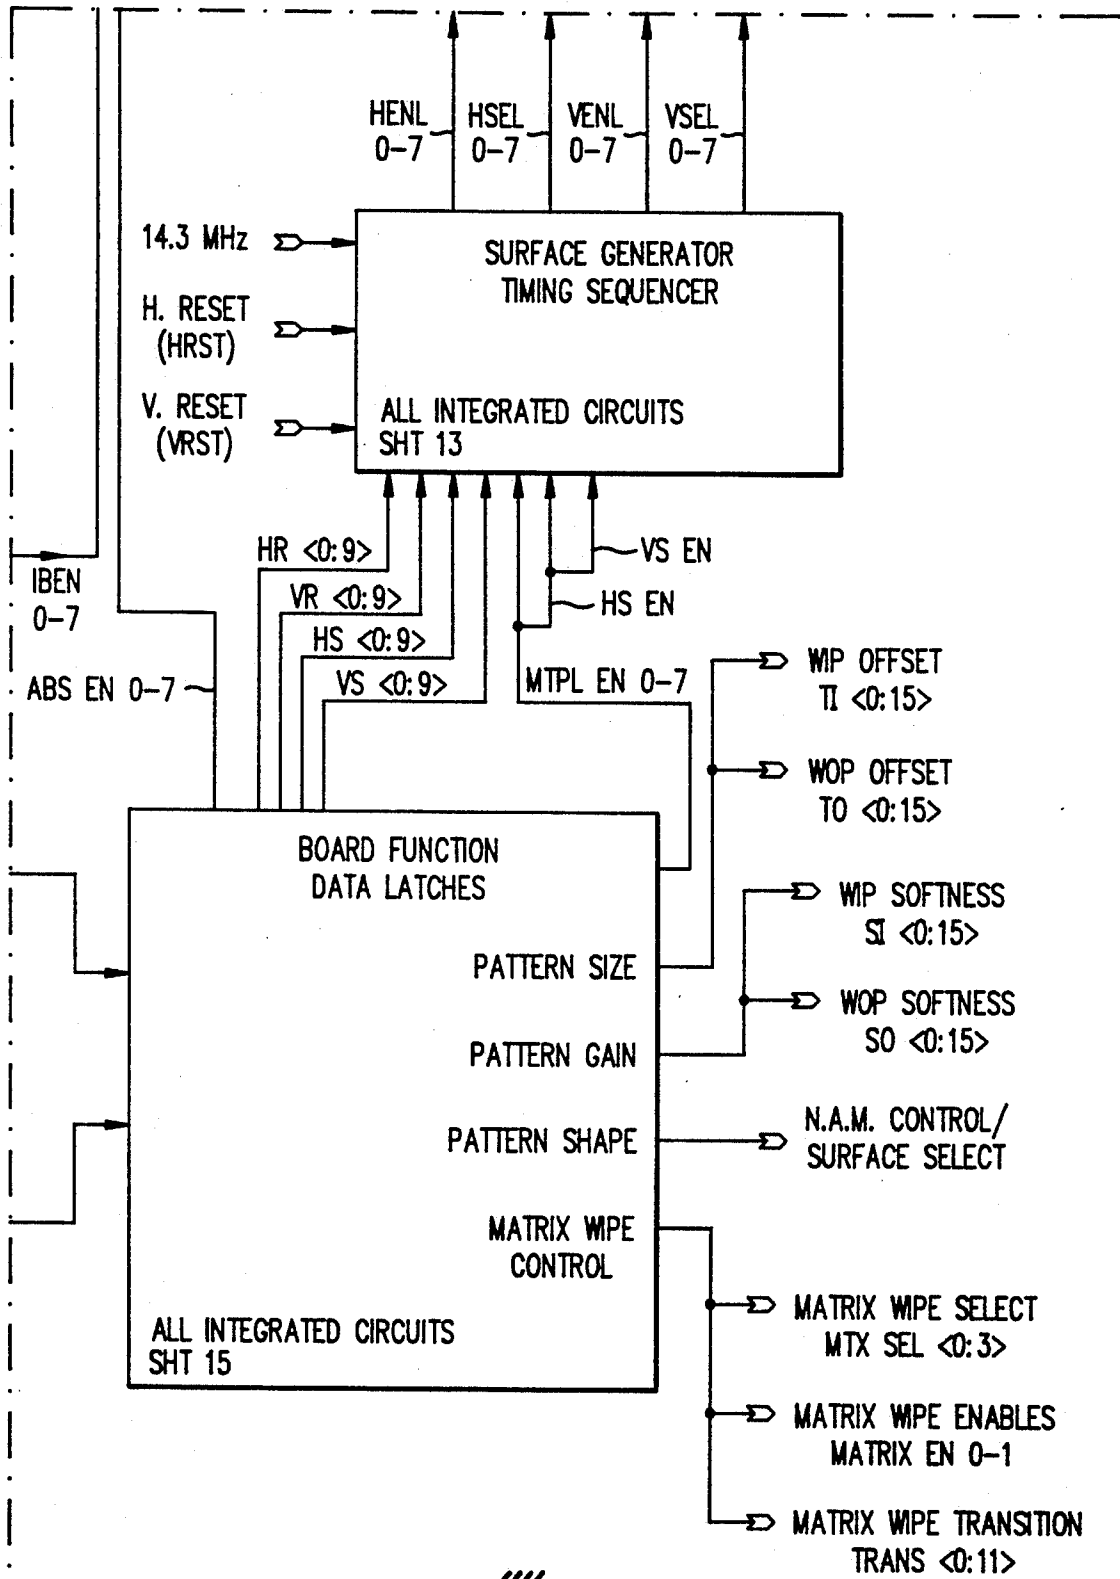 HENL
0-7
HSEL
0-7
VENL
0-7
VSEL
0-7
14.3 MHz
H. RESET
(HRST)
V. RESET
(VRST)
SURFACE GENERATOR
TIMING SEQUENCER
ALL INTEGRATED CIRCUITS
SHT 13
IBEN
0-7
ABS EN 0-7
HR <0:9>
VR <0:9>
HS <0:9>
VS <0:9>
MTPL EN 0-7
VS EN
HS EN
BOARD FUNCTION
DATA LATCHES
PATTERN SIZE
PATTERN GAIN
PATTERN SHAPE
MATRIX WIPE
CONTROL
ALL INTEGRATED CIRCUITS
SHT 15
WIP OFFSET
TI <0:15>
WOP OFFSET
TO <0:15>
WIP SOFTNESS
SI <0:15>
WOP SOFTNESS
SO <0:15>
N.A.M. CONTROL/
SURFACE SELECT
MATRIX WIPE SELECT
MTX SEL <0:3>
MATRIX WIPE ENABLES
MATRIX EN 0-1
MATRIX WIPE TRANSITION
TRANS <0:11>